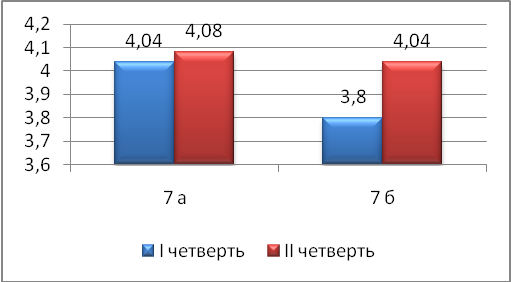 4,2
4,1
4
3,9
3,8
3,7
3,6
4,04
4,08
3,8
4,04
7 а
7 б
I четверть
II четверть